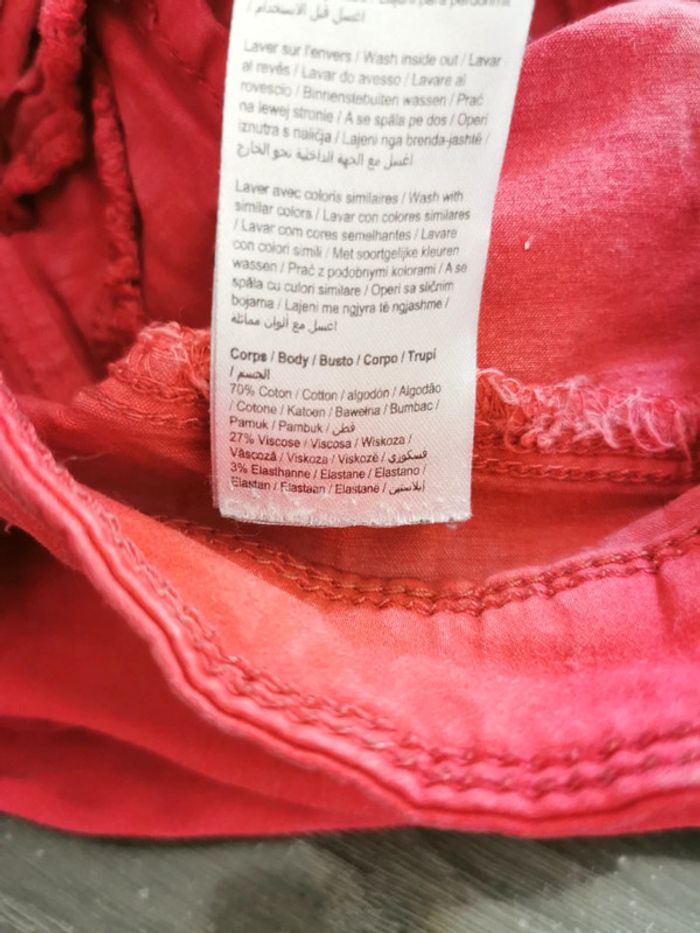 اغسل قبل الاستخدام /
Laver sur l'envers / Wash inside out / Lavar
al revés / Lavar do avesso / Lavare al
rovescio / Binnenstebuiten wassen / Prać
na lewej stronie / A se spăla pe dos / Operi
iznutra s naličja / Lajeni nga brenda-jashtë /
اغسل مع الجهة الداخلية نحو الخارج
Laver avec coloris similaires / Wash with
similar colors / Lavar con colores similares
/ Lavar com cores semelhantes / Lavare
con colori simili / Met soortgelijke kleuren
wassen / Prać z podobnymi kolorami / A se
spăla cu culori similare / Operi sa sličnim
bojama / Lajeni me ngjyra të ngjashme /
اغسل مع ألوان مماثلة
Corps / Body / Busto / Corpo / Trupi
/ الجسم
70% Coton / Cotton / algodón / Algodão
/ Cotone / Katoen / Bawełna / Bumbac /
Pamuk / Pambuk / قطن
27% Viscose / Viscosa / Wiskoza /
Vâscoză / Viskoza / Viskozë / فسكوزي
3% Elasthanne / Elastane / Elastano /
Elastan / Elastaan / Elastanë / إيلاستين